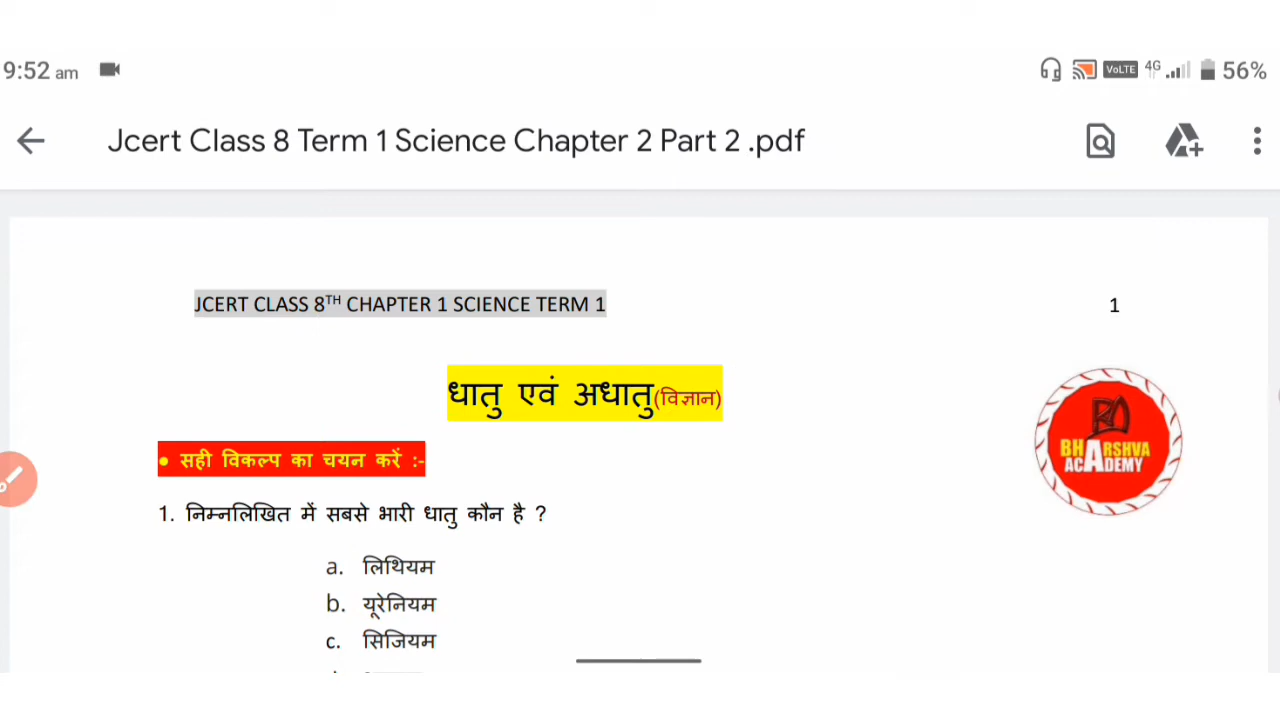 9:52 am
VoLTE 4G 56%
Jcert Class 8 Term 1 Science Chapter 2 Part 2 .pdf
JCERT CLASS 8TH CHAPTER 1 SCIENCE TERM 1
1
धातु एवं अधातु(विज्ञान)
BHARSHVA
ACADEMY
• सही विकल्प का चयन करें :-
1. निम्नलिखित में सबसे भारी धातु कौन है ?
a. लिथियम
b. यूरेनियम
c. सिजियम